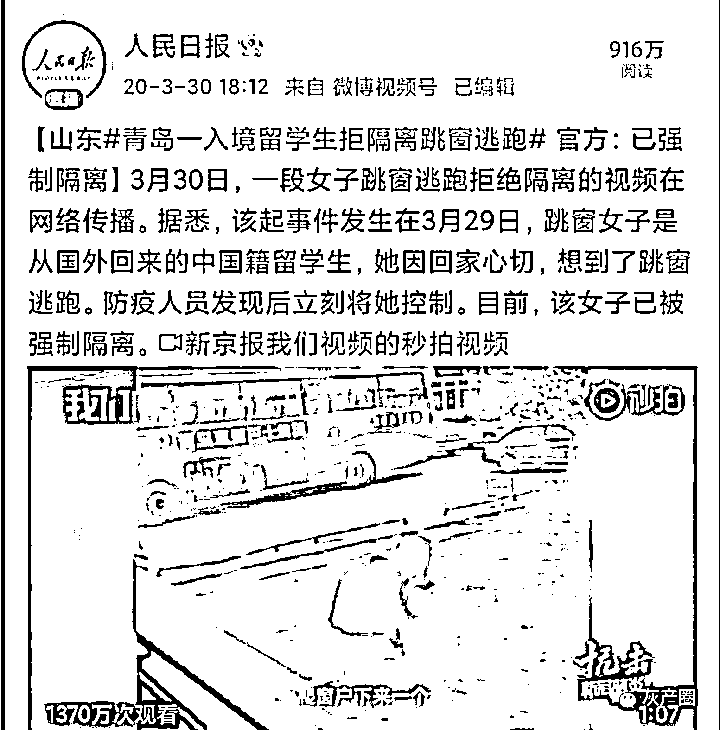 人民日报
916万
阅读
20-3-30 18:12 来自 微博视频号 已编辑
【山东#青岛一入境留学生拒隔离跳窗逃跑# 官方：已强
制隔离】3月30日，一段女子跳窗逃跑拒绝隔离的视频在
网络传播。据悉，该起事件发生在3月29日，跳窗女子是
从国外回来的中国籍留学生，她因回家心切，想到了跳窗
逃跑。防疫人员发现后立刻将她控制。目前，该女子已被
强制隔离。新京报我们视频的秒拍视频
我们
秒拍
抗击
窗户下来一个
灰产圈
1370万次观看
1:07